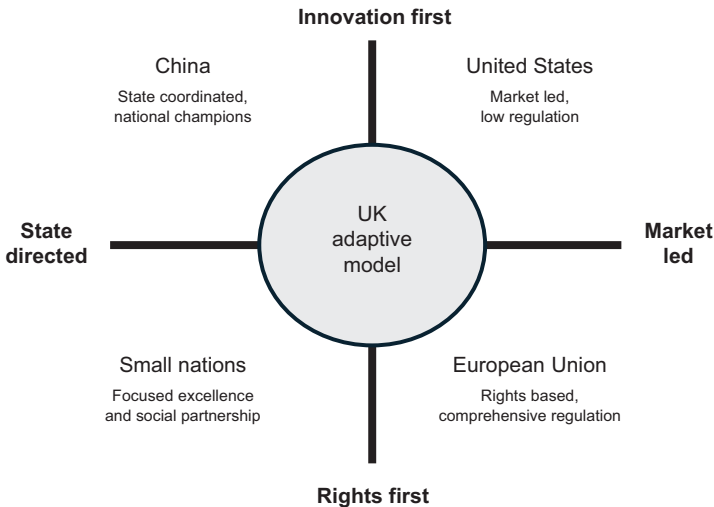 Innovation first
China
State coordinated,
national champions
United States
Market led,
low regulation
State
directed
UK
adaptive
model
Market
led
Small nations
Focused excellence
and social partnership
European Union
Rights based,
comprehensive regulation
Rights first